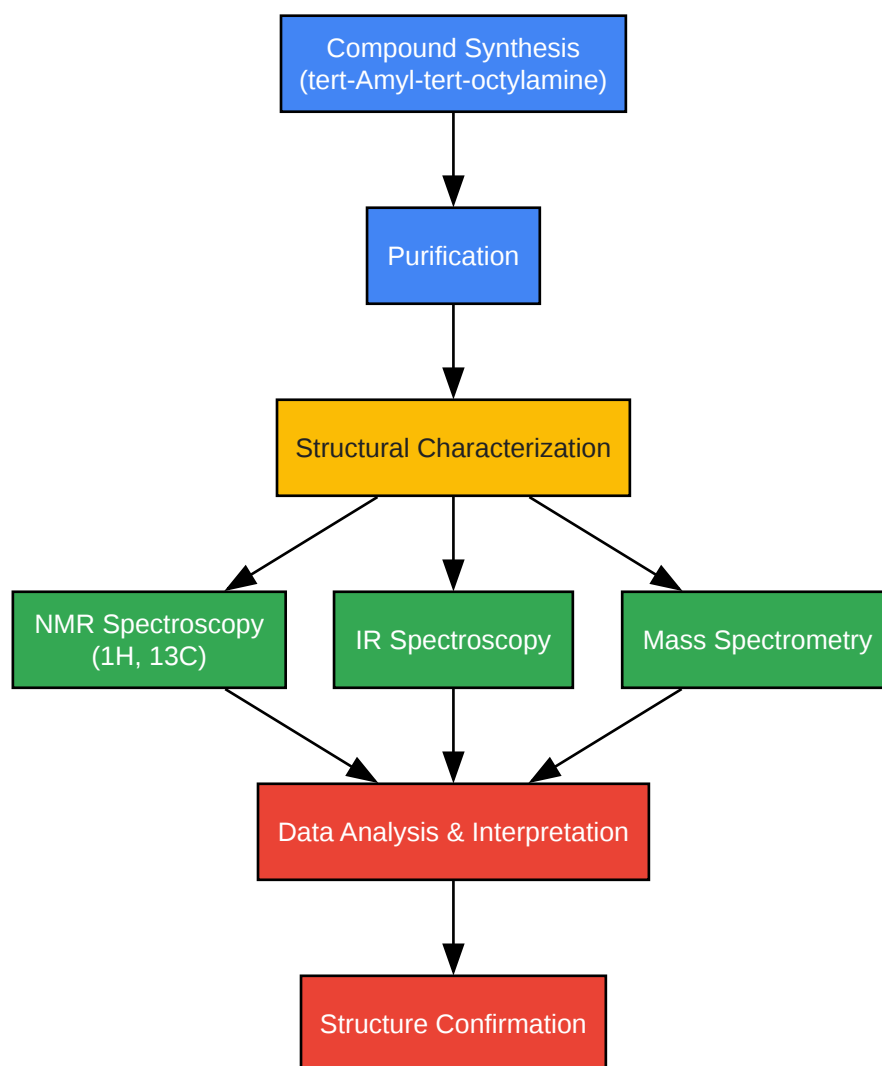 Compound Synthesis
(tert-Amyl-tert-octylamine)
Purification
Structural Characterization
NMR Spectroscopy
(1H, 13C)
IR Spectroscopy
Mass Spectrometry
Data Analysis & Interpretation
Structure Confirmation